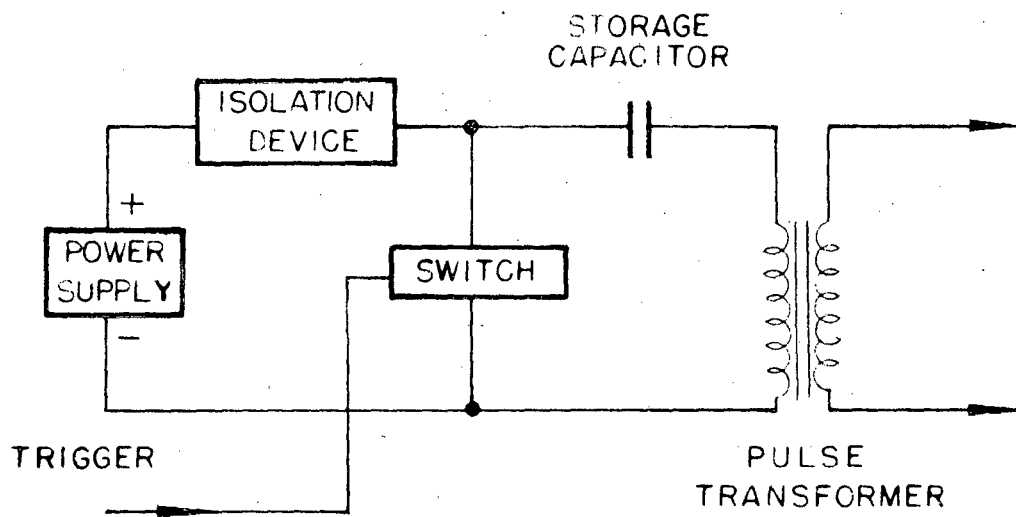 STORAGE
CAPACITOR
ISOLATION
DEVICE
+
POWER
SUPPLY
−
SWITCH
TRIGGER
PULSE
TRANSFORMER